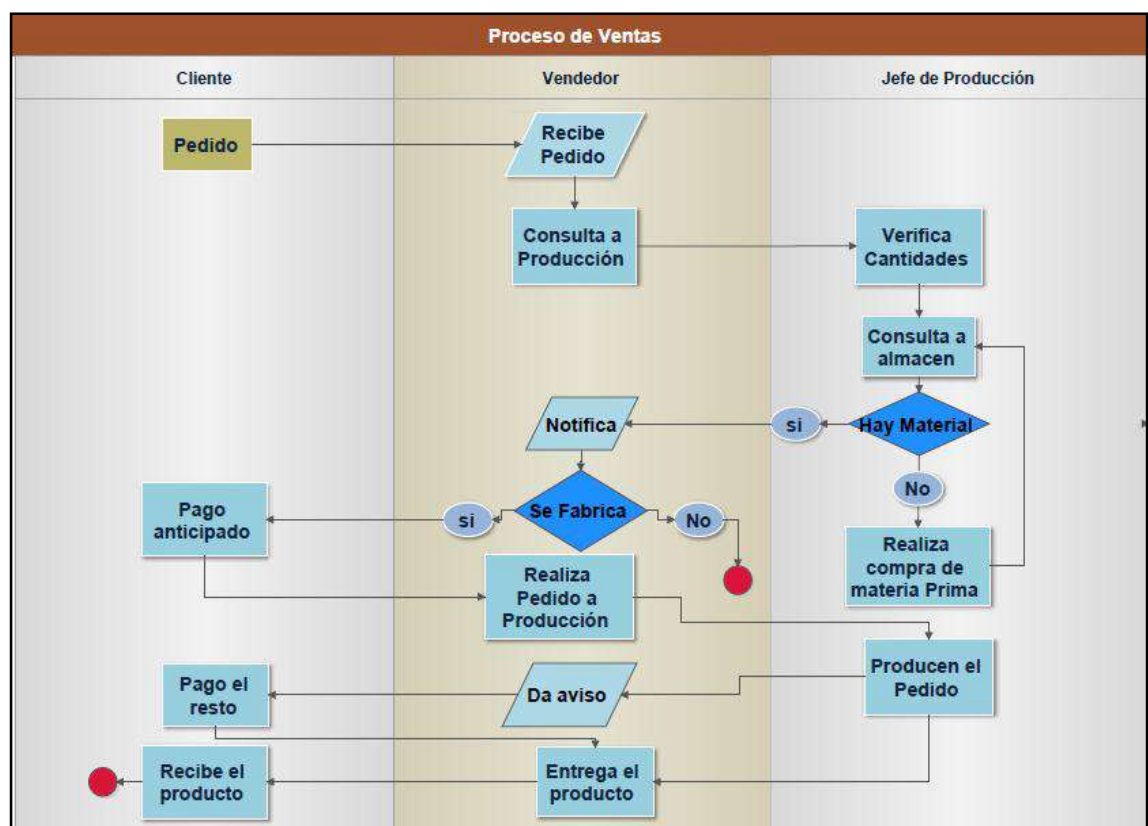 Proceso de Ventas
Cliente
Vendedor
Jefe de Producción
Pedido
Recibe
Pedido
Consulta a
Producción
Verifica
Cantidades
Consulta a
almacen
Hay Material
si
Notifica
No
Se Fabrica
si
No
Pago
anticipado
Realiza
compra de
materia Prima
Realiza
Pedido a
Producción
Producen el
Pedido
Da aviso
Pago el
resto
Entrega el
producto
Recibe el
producto